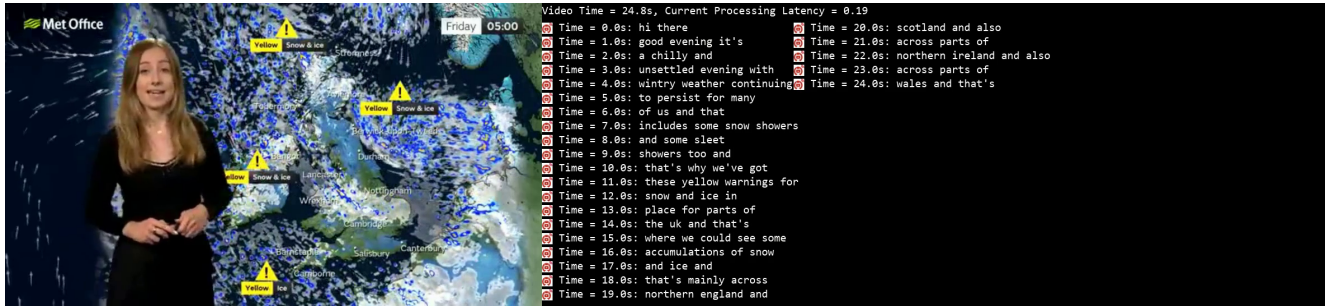 Met Office
Friday 05:00
Yellow Snow & ice
Stromness
Tobermory
Yellow Snow & ice
Berwick-upon-Tweed
Bangor
Durham
Yellow Snow & ice
Lancaster
Nottingham
Wrexham
Cambridge
Barnstaple
Salisbury
Canterbury
Camborne
Yellow Ice
Video Time = 24.8s, Current Processing Latency = 0.19
Time = 0.0s: hi there
Time = 1.0s: good evening it's
Time = 2.0s: a chilly and
Time = 3.0s: unsettled evening with
Time = 4.0s: wintry weather continuing
Time = 5.0s: to persist for many
Time = 6.0s: of us and that
Time = 7.0s: includes some snow showers
Time = 8.0s: and some sleet
Time = 9.0s: showers too and
Time = 10.0s: that's why we've got
Time = 11.0s: these yellow warnings for
Time = 12.0s: snow and ice in
Time = 13.0s: place for parts of
Time = 14.0s: the uk and that's
Time = 15.0s: where we could see some
Time = 16.0s: accumulations of snow
Time = 17.0s: and ice and
Time = 18.0s: that's mainly across
Time = 19.0s: northern england and
Time = 20.0s: scotland and also
Time = 21.0s: across parts of
Time = 22.0s: northern ireland and also
Time = 23.0s: across parts of
Time = 24.0s: wales and that's